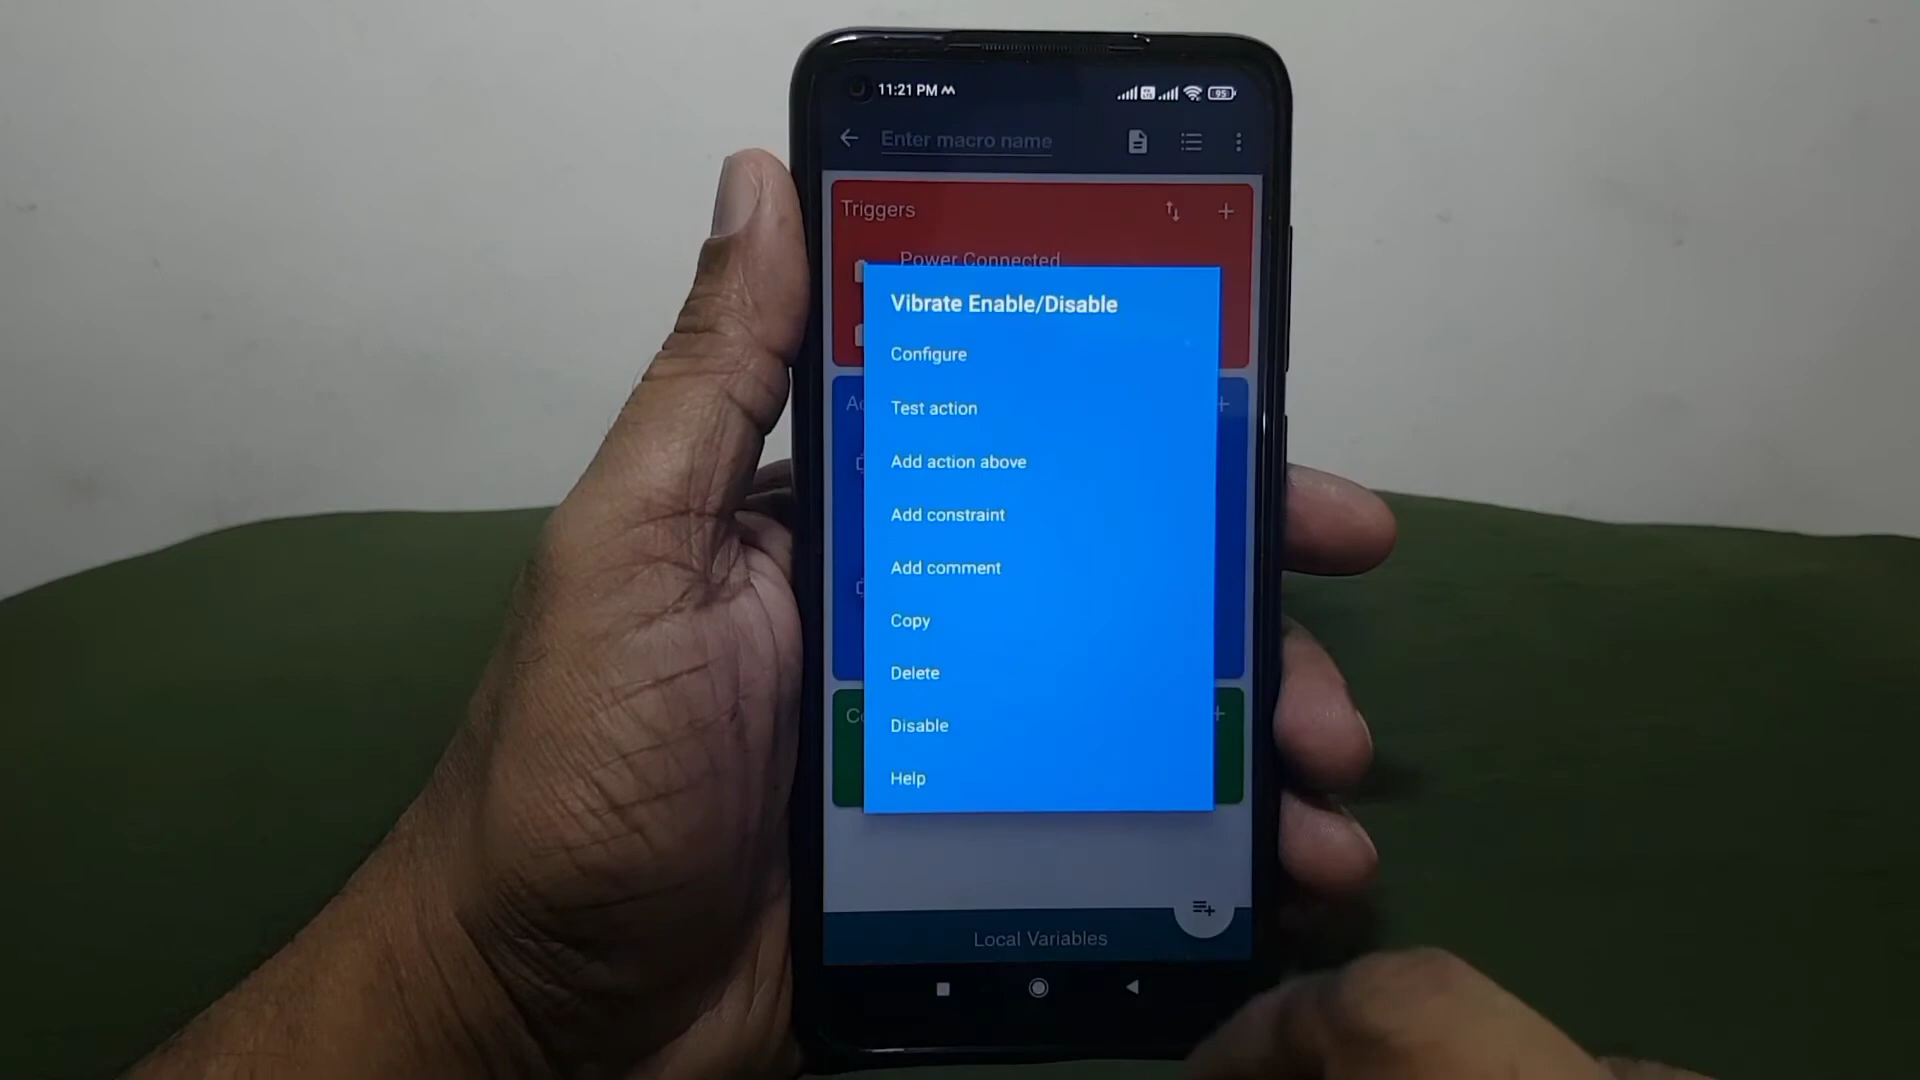 11:21 PM
95
Enter macro name
Triggers
Power Connected
Vibrate Enable/Disable
Configure
Test action
Add action above
Add constraint
Add comment
Copy
Delete
Disable
Help
Local Variables